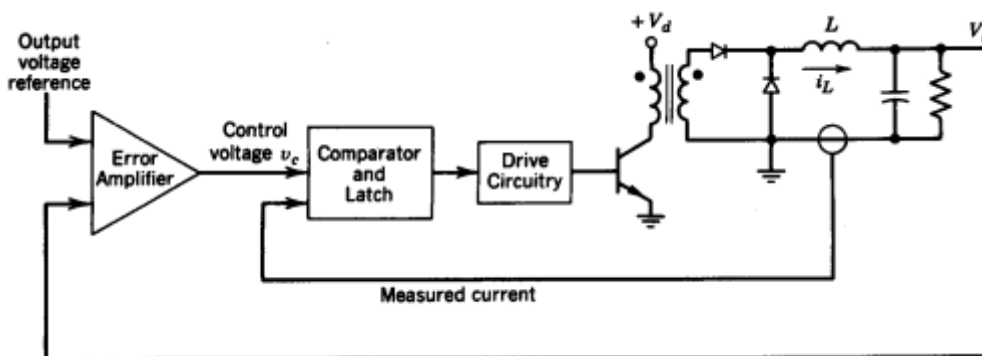 Output
voltage
reference
Error
Amplifier
Control
voltage v_c
Comparator
and
Latch
Drive
Circuitry
+ V_d
L
i_L
V
Measured current